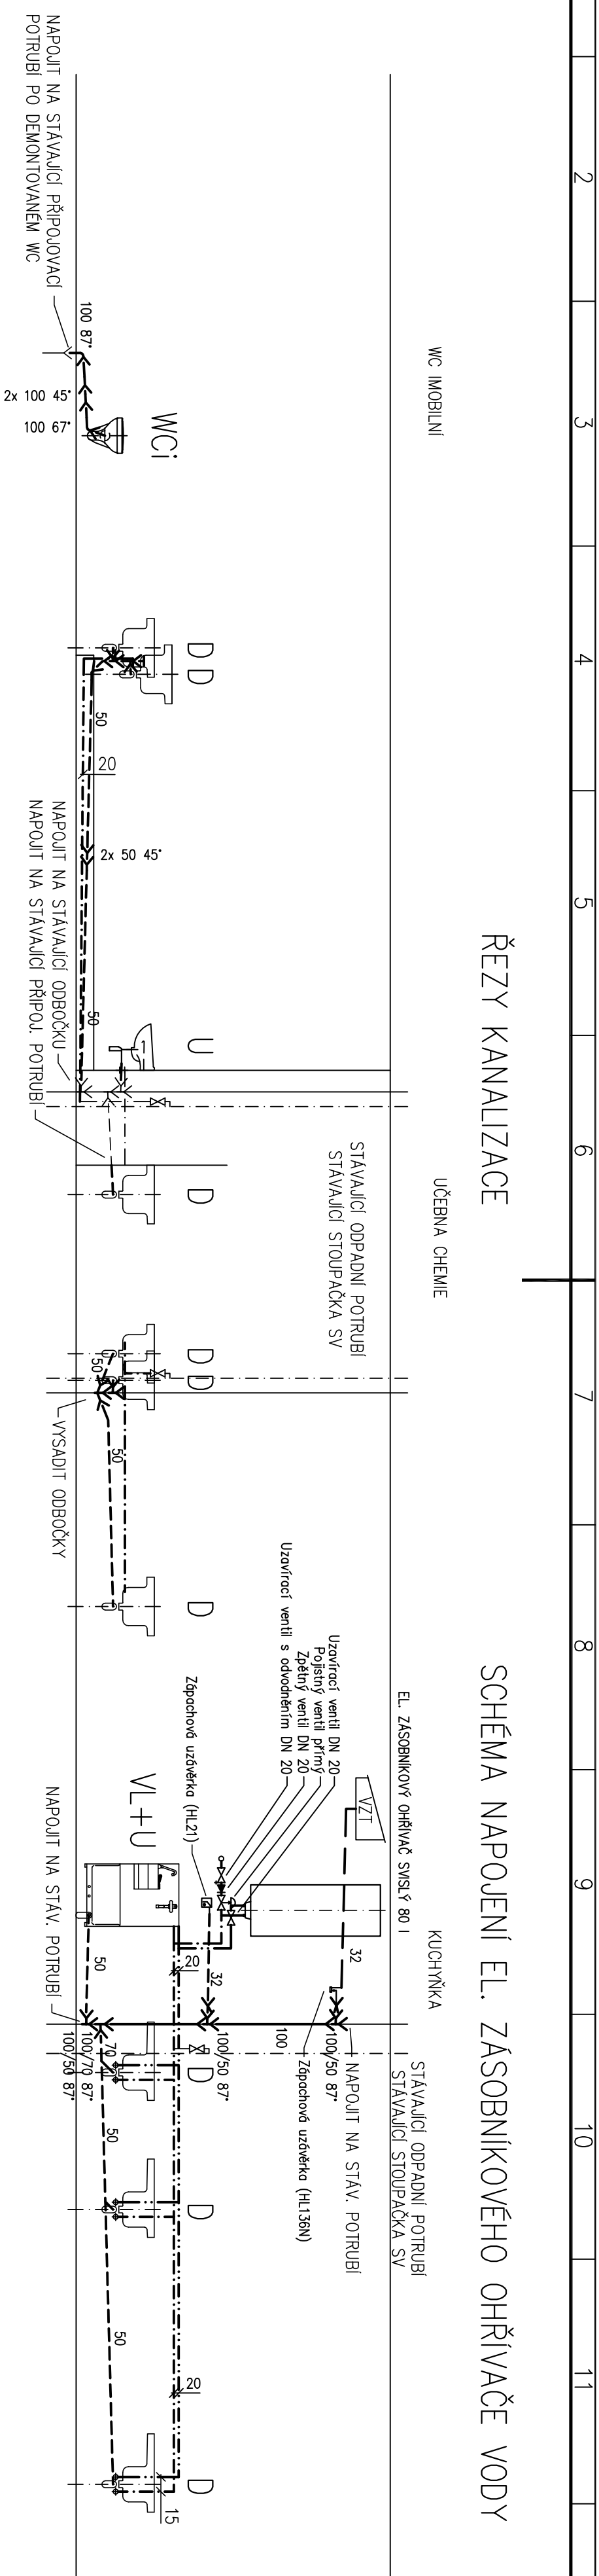 2
3
4
5
6
7
8
9
10
11
ŘEZY KANALIZACE
SCHÉMA NAPOJENÍ EL. ZÁSOBNÍKOVÉHO OHŘÍVAČE VODY
WC IMOBILNÍ
UČEBNA CHEMIE
KUCHYŇKA
WCi
100 87°
2x 100 45°
100 67°
NAPOJIT NA STÁVAJÍCÍ PŘIPOJOVACÍ
POTRUBÍ PO DEMONTOVANÉM WC
D D
50
20
2x 50 45°
50
NAPOJIT NA STÁVAJÍCÍ ODBOČKU
NAPOJIT NA STÁVAJÍCÍ PŘIPOJ. POTRUBÍ
U
D
STÁVAJÍCÍ ODPADNÍ POTRUBÍ
STÁVAJÍCÍ STOUPAČKA SV
D D
50
50
VYSADIT ODBOČKY
D
EL. ZÁSOBNÍKOVÝ OHŘÍVAČ SVISLÝ 80 l
VZT
Uzavírací ventil DN 20
Pojistný ventil přímý
Zpětný ventil DN 20
Uzavírací ventil s odvodněním DN 20
Zápachová uzávěrka (HL21)
VL+U
32
32
20
50
NAPOJIT NA STÁV. POTRUBÍ
STÁVAJÍCÍ ODPADNÍ POTRUBÍ
STÁVAJÍCÍ STOUPAČKA SV
NAPOJIT NA STÁV. POTRUBÍ
100/50 87°
Zápachová uzávěrka (HL136N)
100
100/50 87°
70
100/70 87°
100/50 87°
D
50
D
50
20
D
15